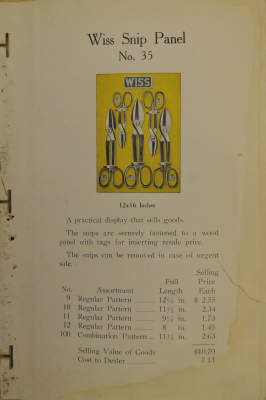 Wiss Snip Panel
No. 35
WISS
12x16 Inches
A practical display that sells goods.
The snips are securely fastened to a wood
panel with tags for inserting resale price.
The snips can be removed in case of urgent
sale.
Selling
Full Price
No. Assortment Length Each
9 Regular Pattern 12½ in. $ 2.55
10 Regular Pattern 11½ in. 2.34
11 Regular Pattern 9½ in. 1.73
12 Regular Pattern 8 in. 1.45
106 Combination Pattern 11½ in. 2.63
Selling Value of Goods $10.70
Cost to Dealer 7.13